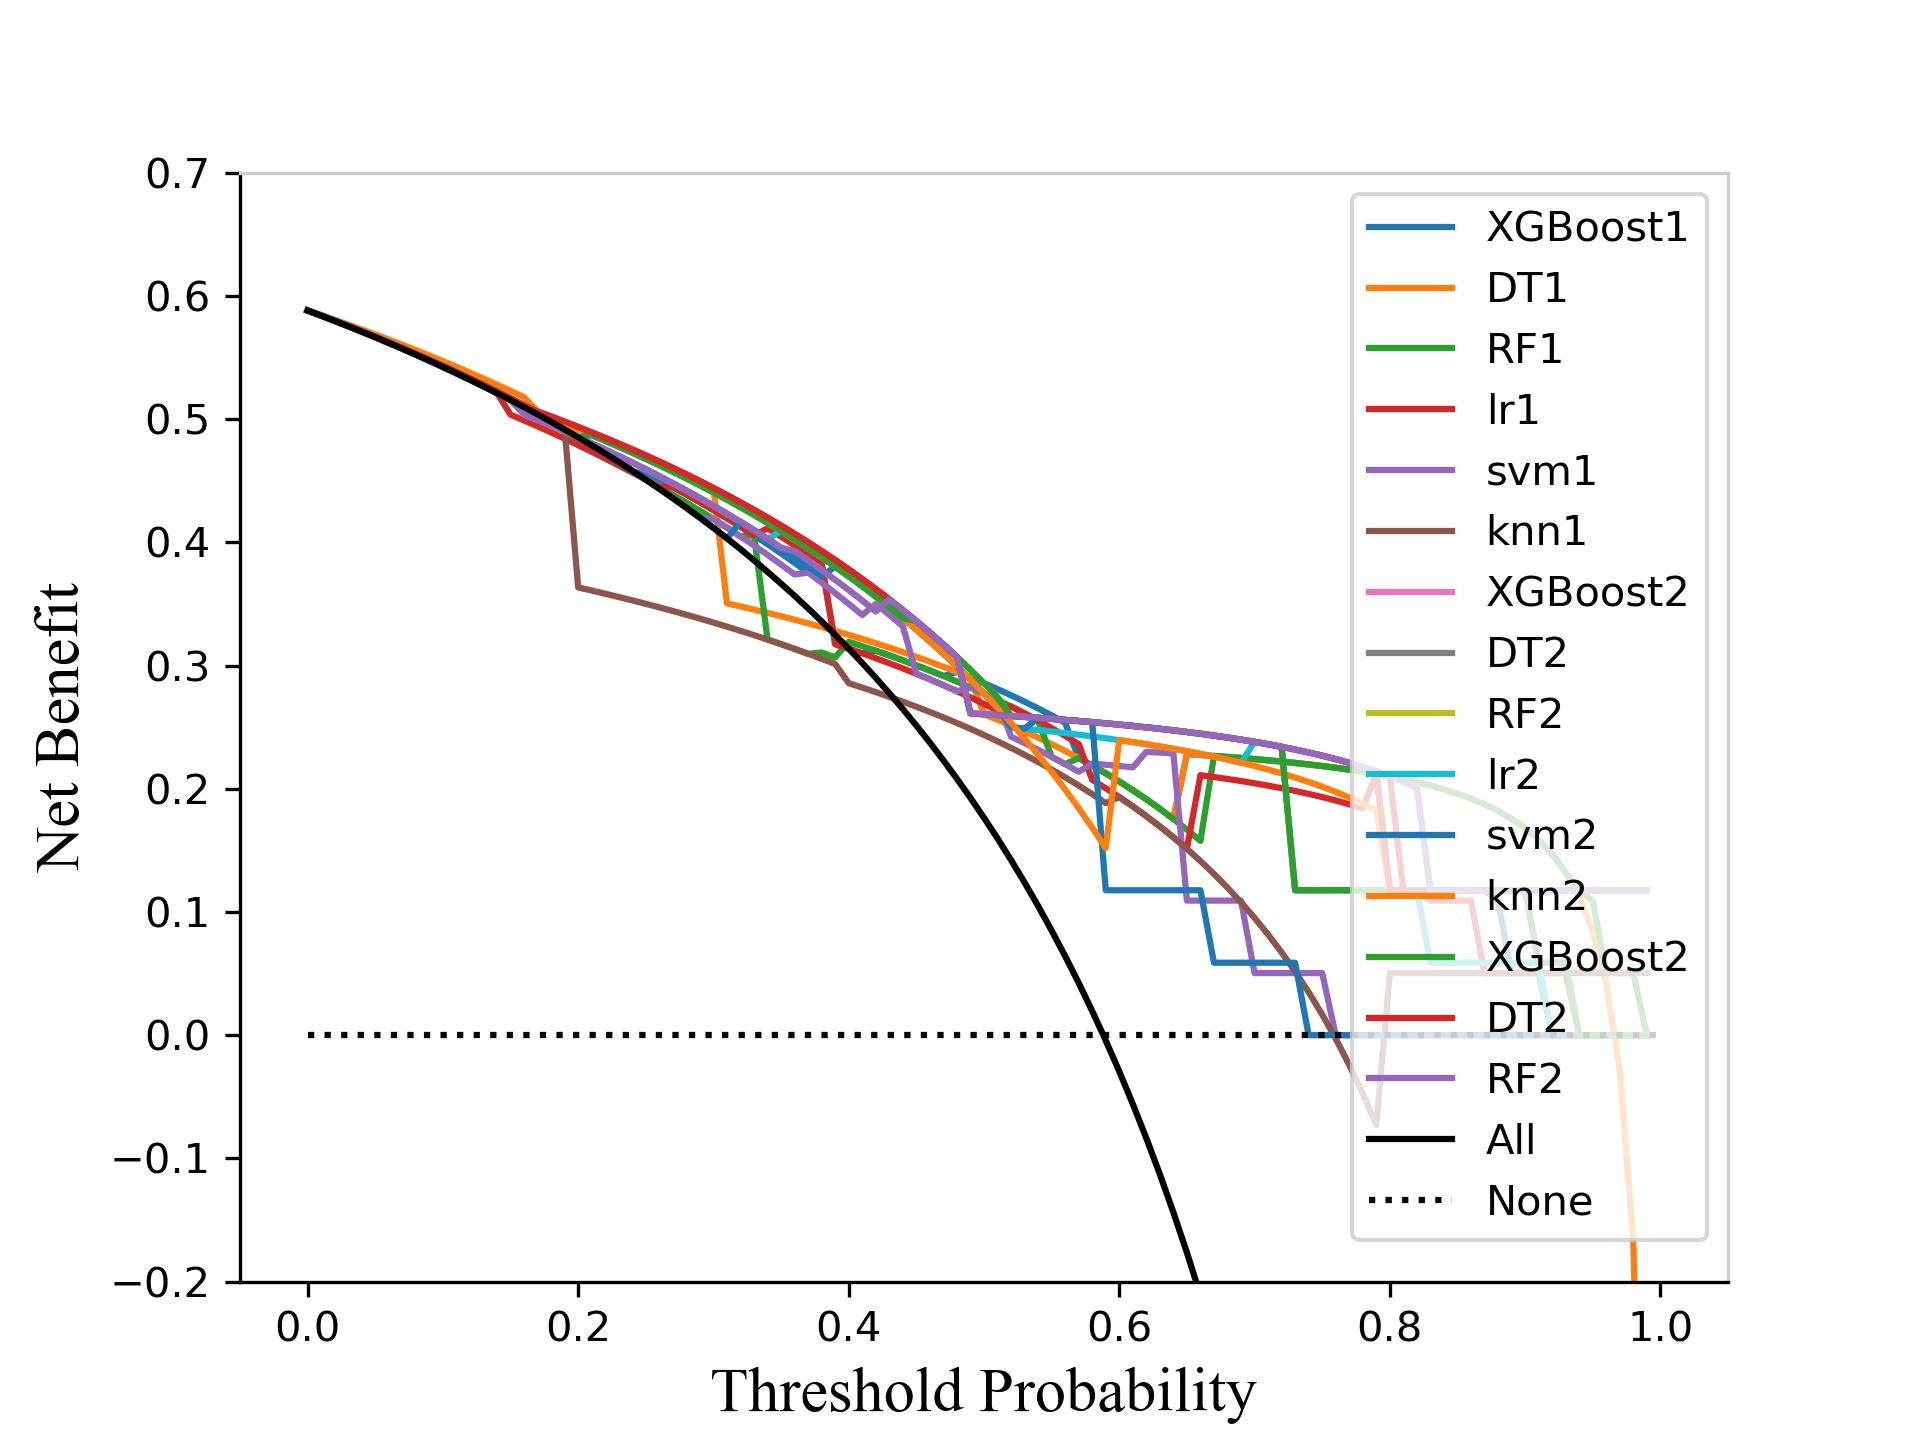 0.7
0.6
0.5
0.4
0.3
0.2
0.1
0.0
−0.1
−0.2
Net Benefit
XGBoost1
DT1
RF1
lr1
svm1
knn1
XGBoost2
DT2
RF2
lr2
svm2
knn2
XGBoost2
DT2
RF2
All
None
0.0 0.2 0.4 0.6 0.8 1.0
Threshold Probability